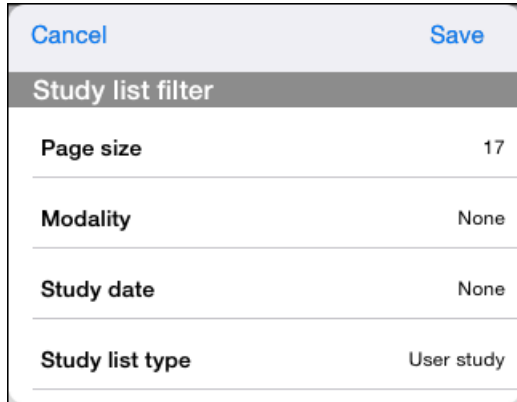 Cancel Save
Study list filter
Page size 17
Modality None
Study date None
Study list type User study